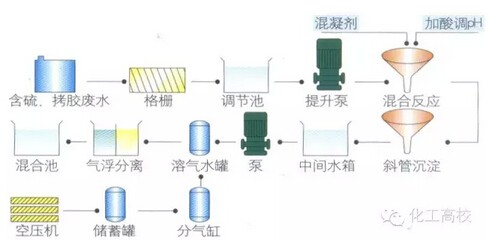 混凝剂 加酸调pH
含硫、拷胶废水 格栅 调节池 提升泵 混合反应
混合池 气浮分离 溶气水罐 泵 中间水箱 斜管沉淀
空压机 储蓄罐 分气缸
化工高校